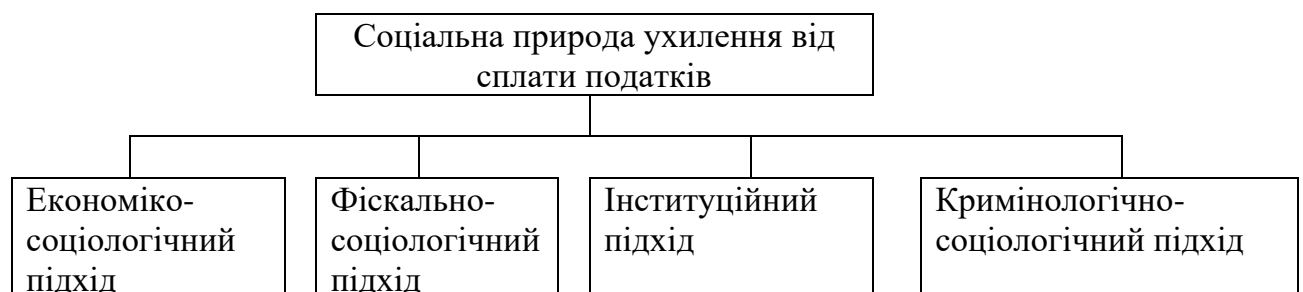 Соціальна природа ухилення від
сплати податків
Економіко-
соціологічний
підхід
Фіскально-
соціологічний
підхід
Інституційний
підхід
Кримінологічно-
соціологічний підхід